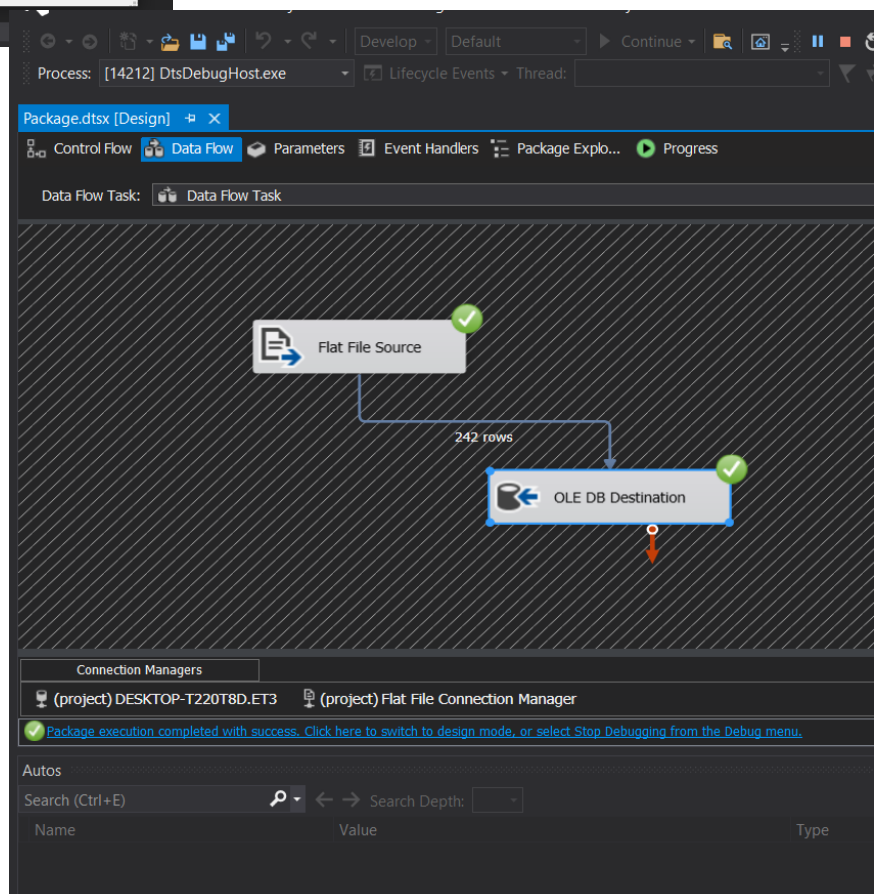 Develop Default Continue
Process: [14212] DtsDebugHost.exe Lifecycle Events Thread:
Package.dtsx [Design]
Control Flow Data Flow Parameters Event Handlers Package Explo... Progress
Data Flow Task: Data Flow Task
Flat File Source
242 rows
OLE DB Destination
Connection Managers
(project) DESKTOP-T220T8D.ET3 (project) Flat File Connection Manager
Package execution completed with success. Click here to switch to design mode, or select Stop Debugging from the Debug menu.
Autos
Search (Ctrl+E) Search Depth:
Name Value Type